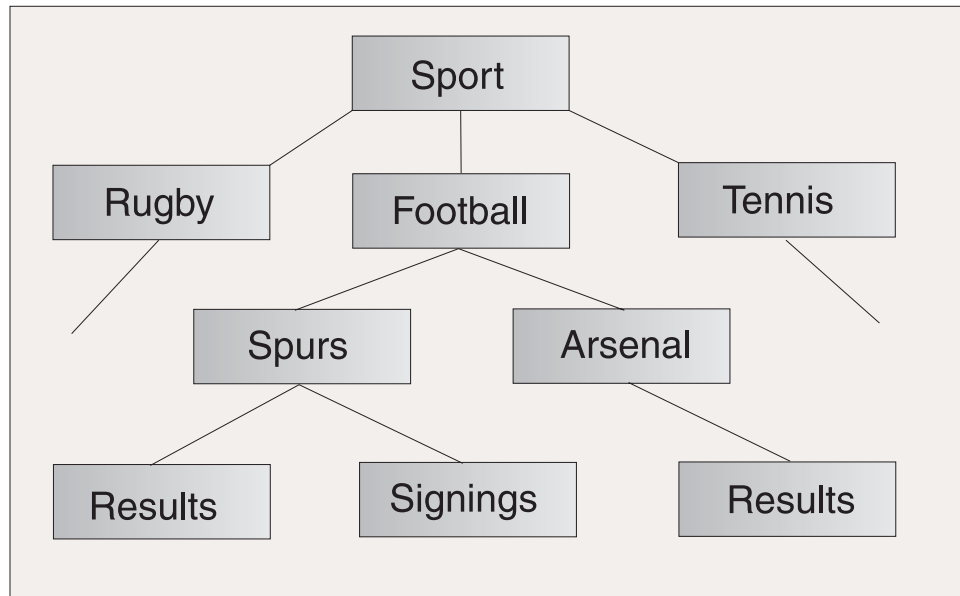 Sport
Rugby
Football
Tennis
Spurs
Arsenal
Results
Signings
Results